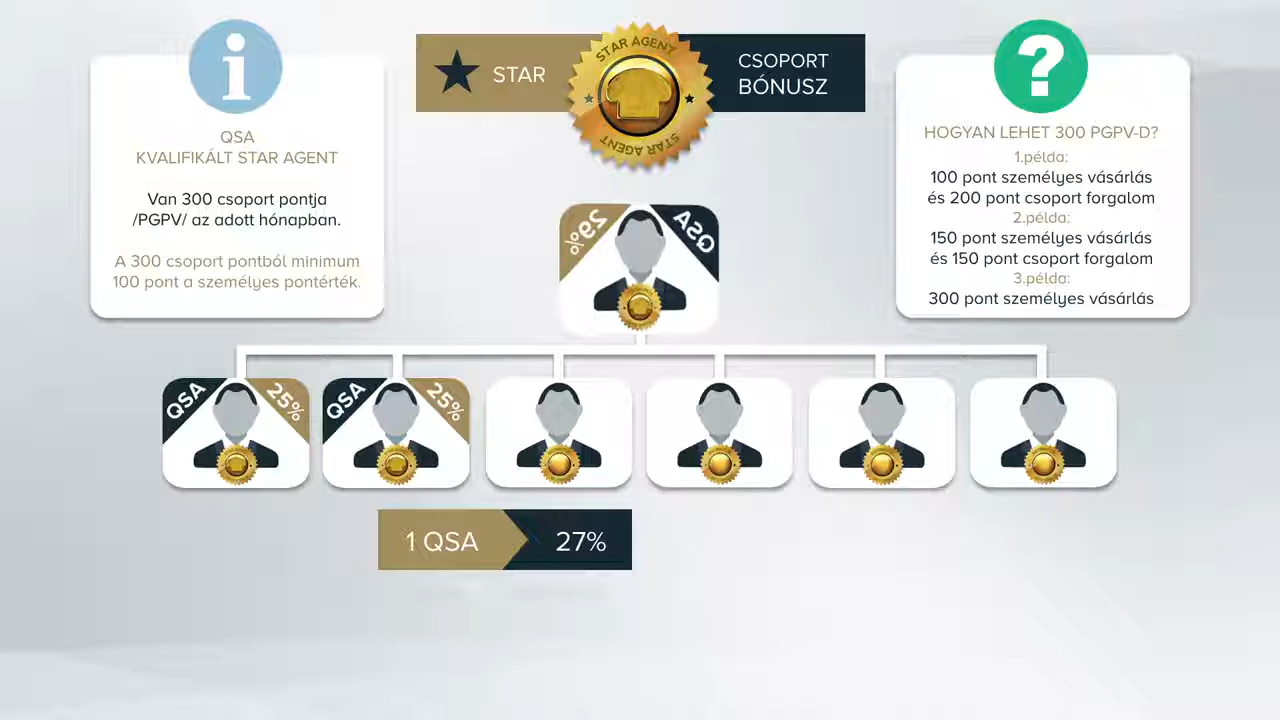 STAR
STAR AGENT
STAR AGENT
CSOPORT
BÓNUSZ
QSA
KVALIFIKÁLT STAR AGENT
Van 300 csoport pontja
/PGPV/ az adott hónapban.
A 300 csoport pontból minimum
100 pont a személyes pontérték.
HOGYAN LEHET 300 PGPV-D?
1.példa:
100 pont személyes vásárlás
és 200 pont csoport forgalom
2.példa:
150 pont személyes vásárlás
és 150 pont csoport forgalom
3.példa:
300 pont személyes vásárlás
29%
QSA
QSA
25%
QSA
25%
1 QSA
27%